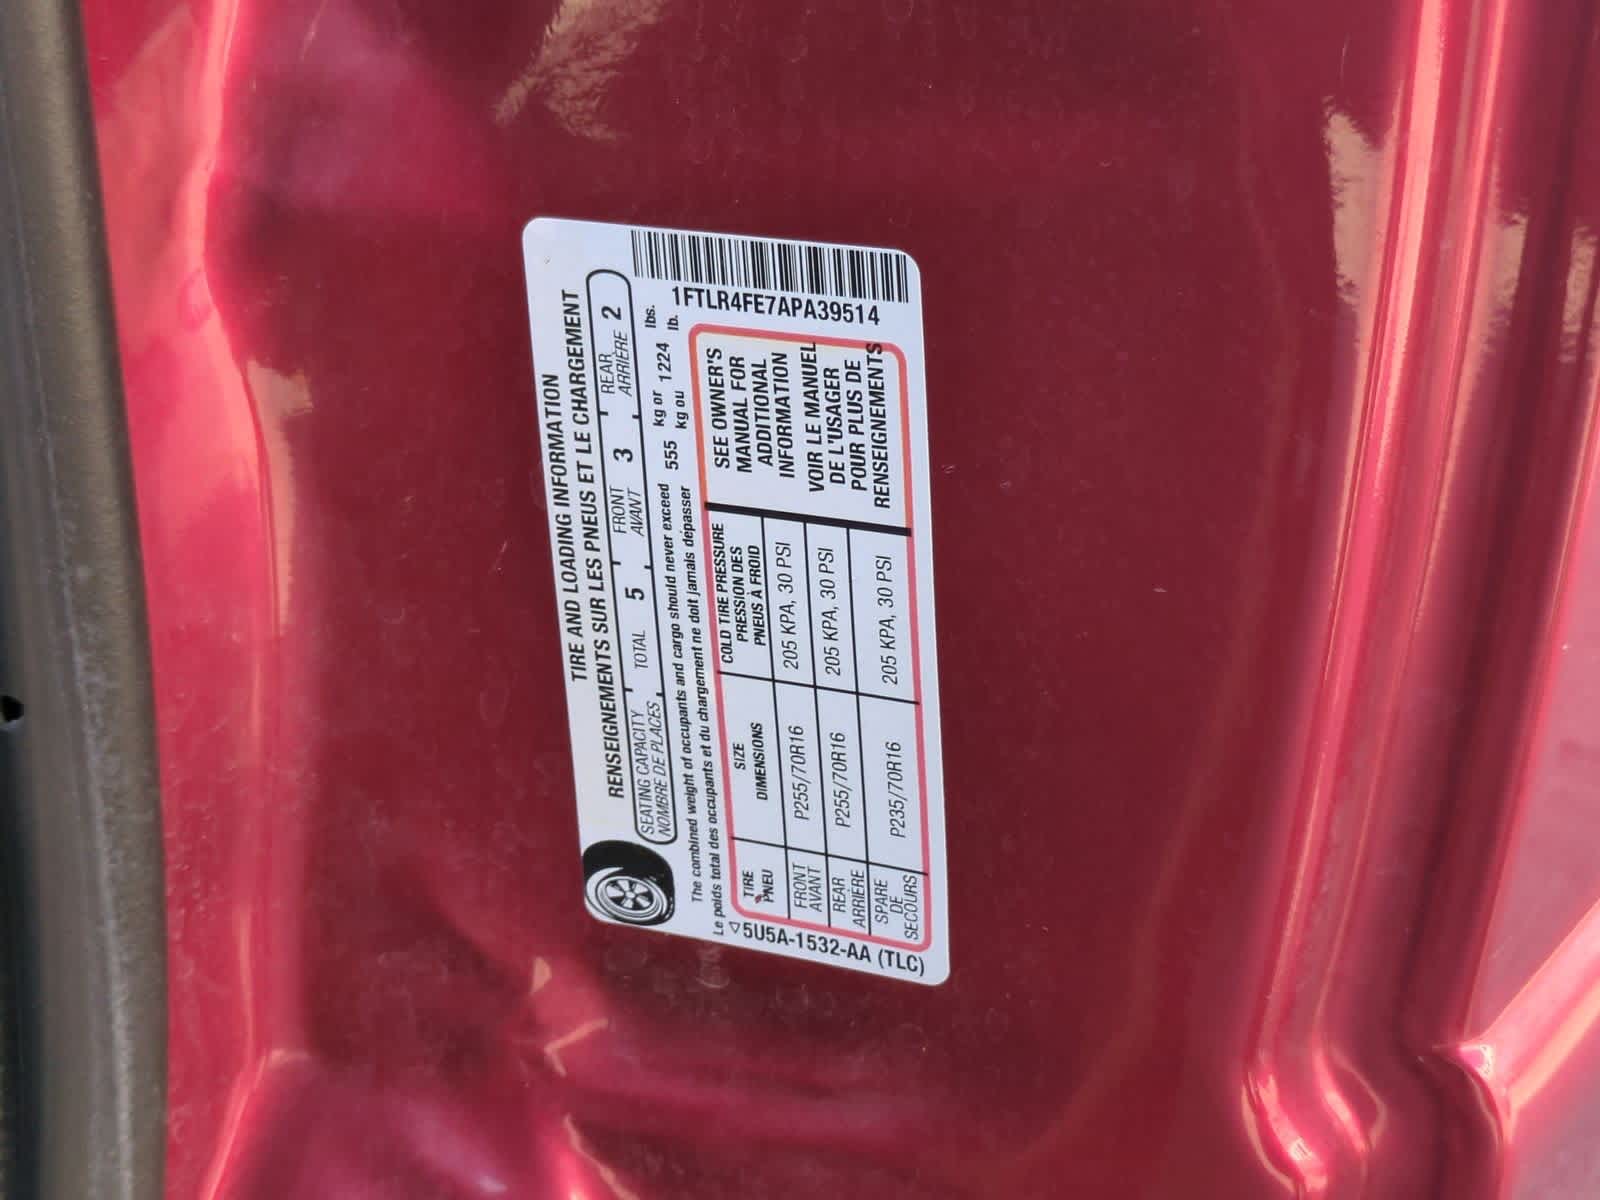 TIRE AND LOADING INFORMATION
RENSEIGNEMENTS SUR LES PNEUS ET LE CHARGEMENT
SEATING CAPACITY TOTAL 5 FRONT 3 REAR 2
NOMBRE DE PLACES AVANT ARRIÈRE
The combined weight of occupants and cargo should never exceed 555 kg or 1224 lbs.
Le poids total des occupants et du chargement ne doit jamais dépasser kg ou lb.
TIRE SIZE COLD TIRE PRESSURE
PNEU DIMENSIONS PRESSION DES
PNEUS À FROID
FRONT P255/70R16 205 KPA, 30 PSI
AVANT
REAR P255/70R16 205 KPA, 30 PSI
ARRIÈRE
SPARE P235/70R16 205 KPA, 30 PSI
DE
SECOURS
SEE OWNER'S
MANUAL FOR
ADDITIONAL
INFORMATION
VOIR LE MANUEL
DE L'USAGER
POUR PLUS DE
RENSEIGNEMENTS
5U5A-1532-AA (TLC)
1FTLR4FE7APA39514